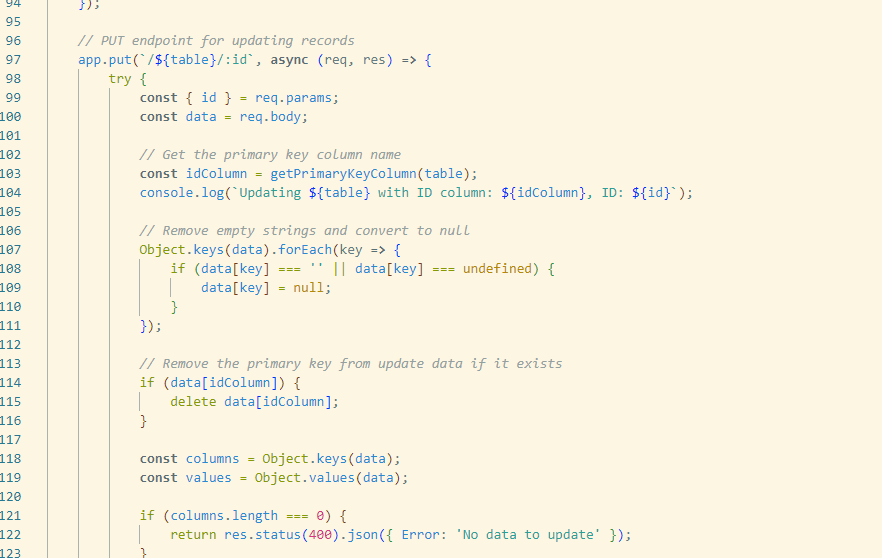 94 });
95
96 // PUT endpoint for updating records
97 app.put(`/${table}/:id`, async (req, res) => {
98 try {
99 const { id } = req.params;
100 const data = req.body;
101
102 // Get the primary key column name
103 const idColumn = getPrimaryKeyColumn(table);
104 console.log(`Updating ${table} with ID column: ${idColumn}, ID: ${id}`);
105
106 // Remove empty strings and convert to null
107 Object.keys(data).forEach(key => {
108 if (data[key] === '' || data[key] === undefined) {
109 data[key] = null;
110 }
111 });
112
113 // Remove the primary key from update data if it exists
114 if (data[idColumn]) {
115 delete data[idColumn];
116 }
117
118 const columns = Object.keys(data);
119 const values = Object.values(data);
120
121 if (columns.length === 0) {
122 return res.status(400).json({ Error: 'No data to update' });
123 }